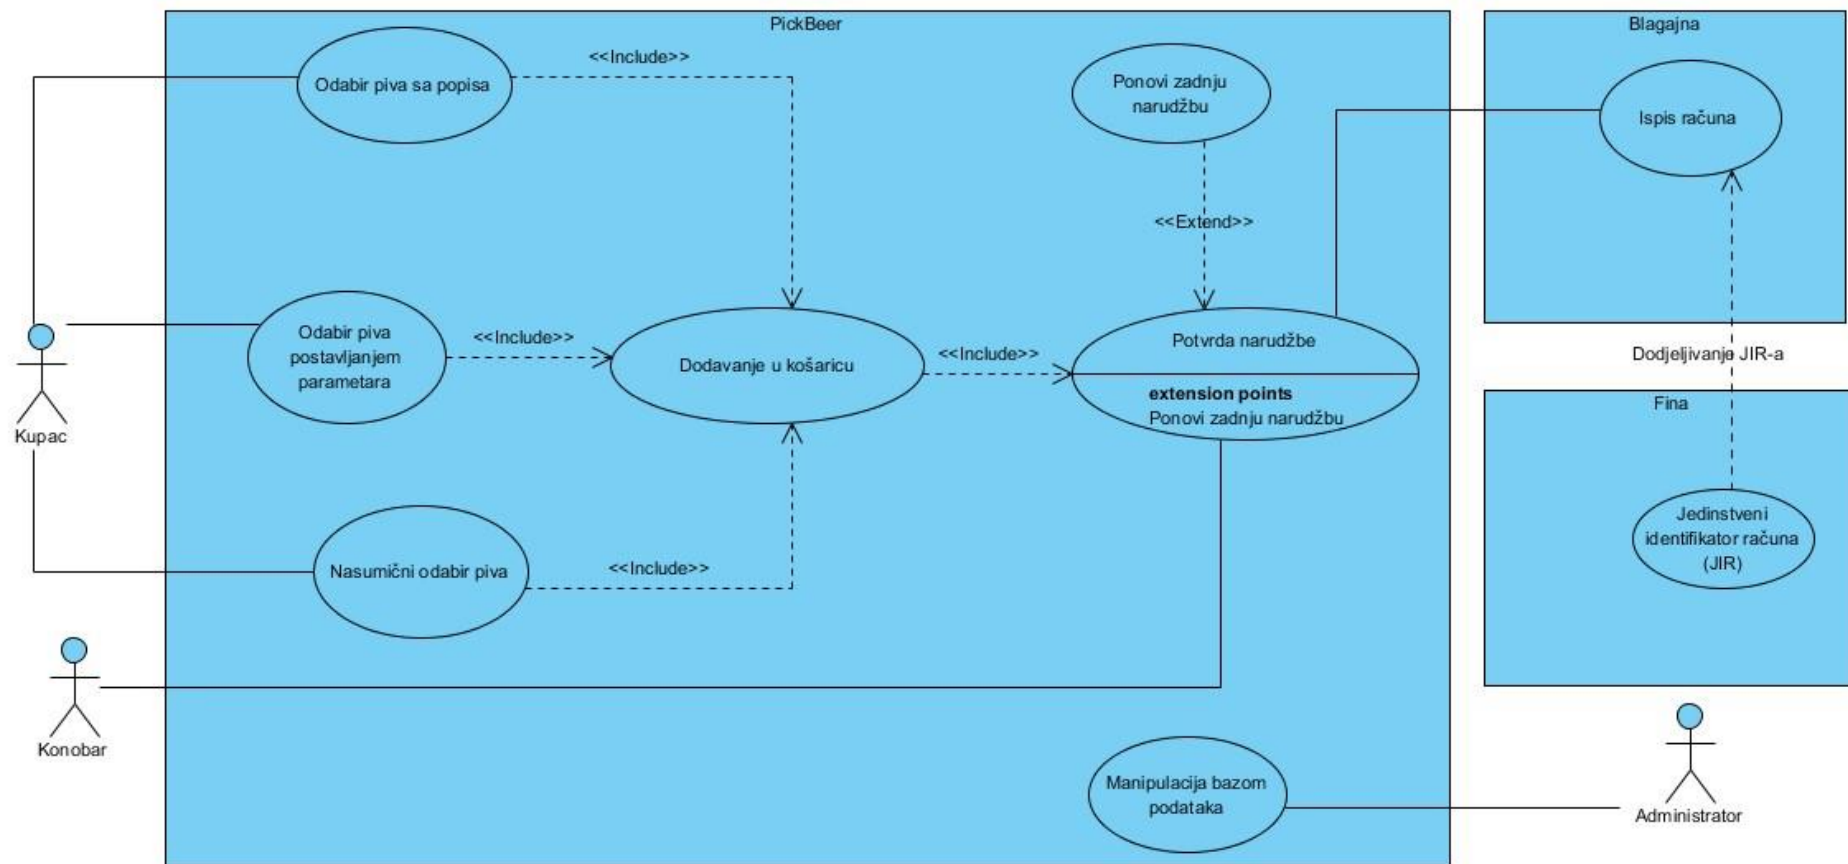 PickBeer
Blagajna
<<Include>>
Odabir piva sa popisa
Ponovi zadnju
narudžbu
Ispis računa
<<Extend>>
Odabir piva
postavljanjem
parametara
<<Include>>
Dodavanje u košaricu
<<Include>>
Potvrda narudžbe
extension points
Ponovi zadnju narudžbu
Dodjeljivanje JIR-a
Fina
Kupac
Jedinstveni
identifikator računa
(JIR)
Nasumični odabir piva
<<Include>>
Konobar
Manipulacija bazom
podataka
Administrator